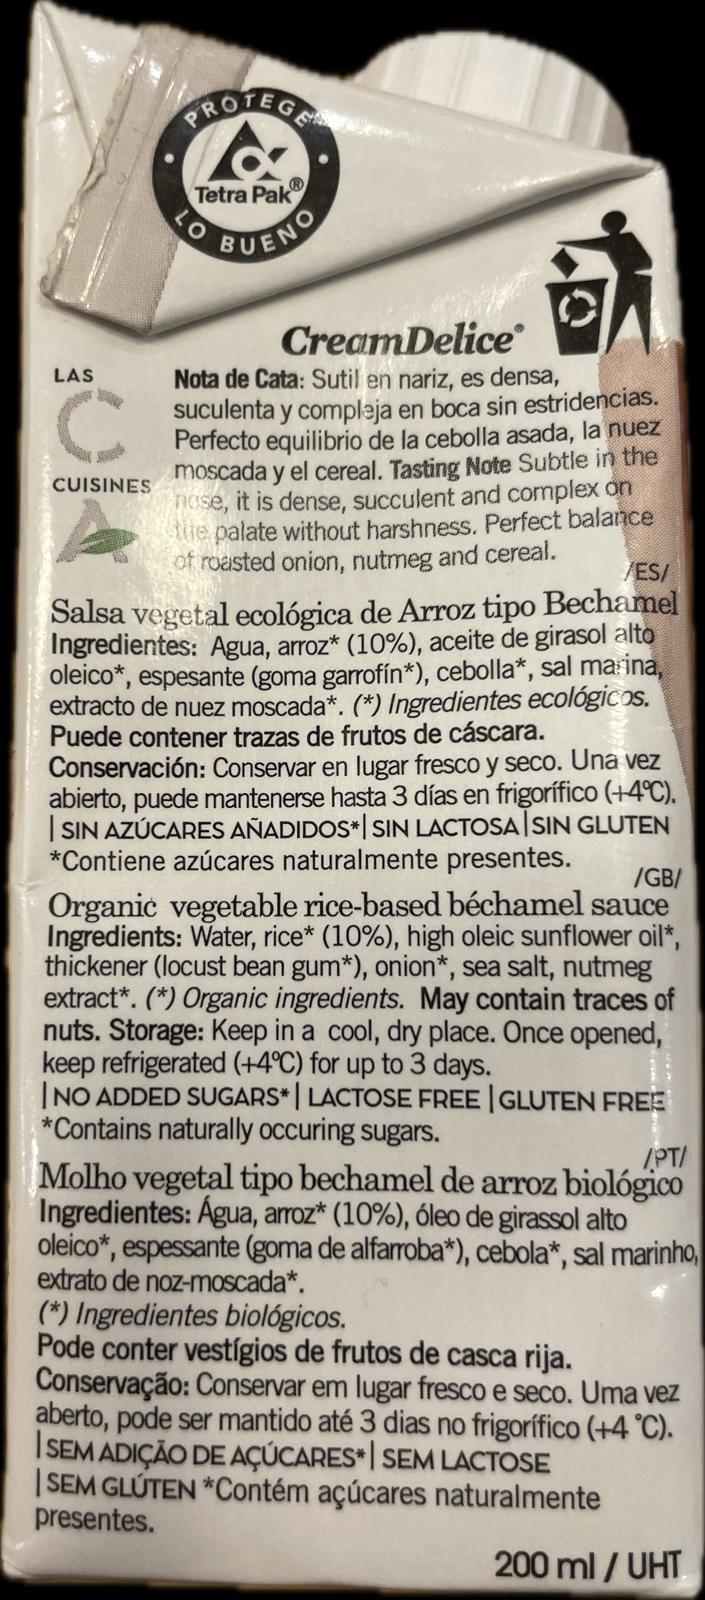 PROTEGE
Tetra Pak®
LO BUENO
CreamDelice®
LAS
C
CUISINES
A
Nota de Cata: Sutil en nariz, es densa,
suculenta y compleja en boca sin estridencias.
Perfecto equilibrio de la cebolla asada, la nuez
moscada y el cereal. Tasting Note Subtle in the
nose, it is dense, succulent and complex on
the palate without harshness. Perfect balance
of roasted onion, nutmeg and cereal.
/ES/
Salsa vegetal ecológica de Arroz tipo Bechamel
Ingredientes: Agua, arroz* (10%), aceite de girasol alto
oleico*, espesante (goma garrofín*), cebolla*, sal marina,
extracto de nuez moscada*. (*) Ingredientes ecológicos.
Puede contener trazas de frutos de cáscara.
Conservación: Conservar en lugar fresco y seco. Una vez
abierto, puede mantenerse hasta 3 días en frigorífico (+4ºC).
| SIN AZÚCARES AÑADIDOS*| SIN LACTOSA|SIN GLUTEN
*Contiene azúcares naturalmente presentes.
/GB/
Organic vegetable rice-based béchamel sauce
Ingredients: Water, rice* (10%), high oleic sunflower oil*,
thickener (locust bean gum*), onion*, sea salt, nutmeg
extract*. (*) Organic ingredients. May contain traces of
nuts. Storage: Keep in a cool, dry place. Once opened,
keep refrigerated (+4ºC) for up to 3 days.
| NO ADDED SUGARS*| LACTOSE FREE |GLUTEN FREE
*Contains naturally occuring sugars.
/PT/
Molho vegetal tipo bechamel de arroz biológico
Ingredientes: Água, arroz* (10%), óleo de girassol alto
oleico*, espessante (goma de alfarroba*), cebola*, sal marinho,
extrato de noz-moscada*.
(*) Ingredientes biológicos.
Pode conter vestígios de frutos de casca rija.
Conservação: Conservar em lugar fresco e seco. Uma vez
aberto, pode ser mantido até 3 dias no frigorífico (+4 °C).
| SEM ADIÇÃO DE AÇÚCARES*| SEM LACTOSE
| SEM GLÚTEN *Contém açúcares naturalmente
presentes.
200 ml / UHT